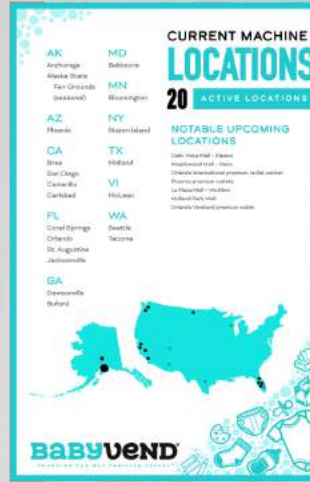 CURRENT MACHINE
LOCATIONS
20 ACTIVE LOCATIONS
AK
Anchorage
Alaska State
Fair Grounds
(seasonal)
AZ
Phoenix
CA
Brea
San Diego
Camarillo
Carlsbad
FL
Coral Springs
Orlando
St. Augustine
Jacksonville
GA
Dawsonville
Buford
MD
Baltimore
MN
Bloomington
NY
Staten Island
TX
Midland
VI
McLean
WA
Seattle
Tacoma
NOTABLE UPCOMING
LOCATIONS
Mall -
Mall -
Orlando international premium outlet center
Phoenix premium outlets
La Plaza Mall - McAllen
Midland Park Mall
Orlando Vineland premium outlets
BABYVEND